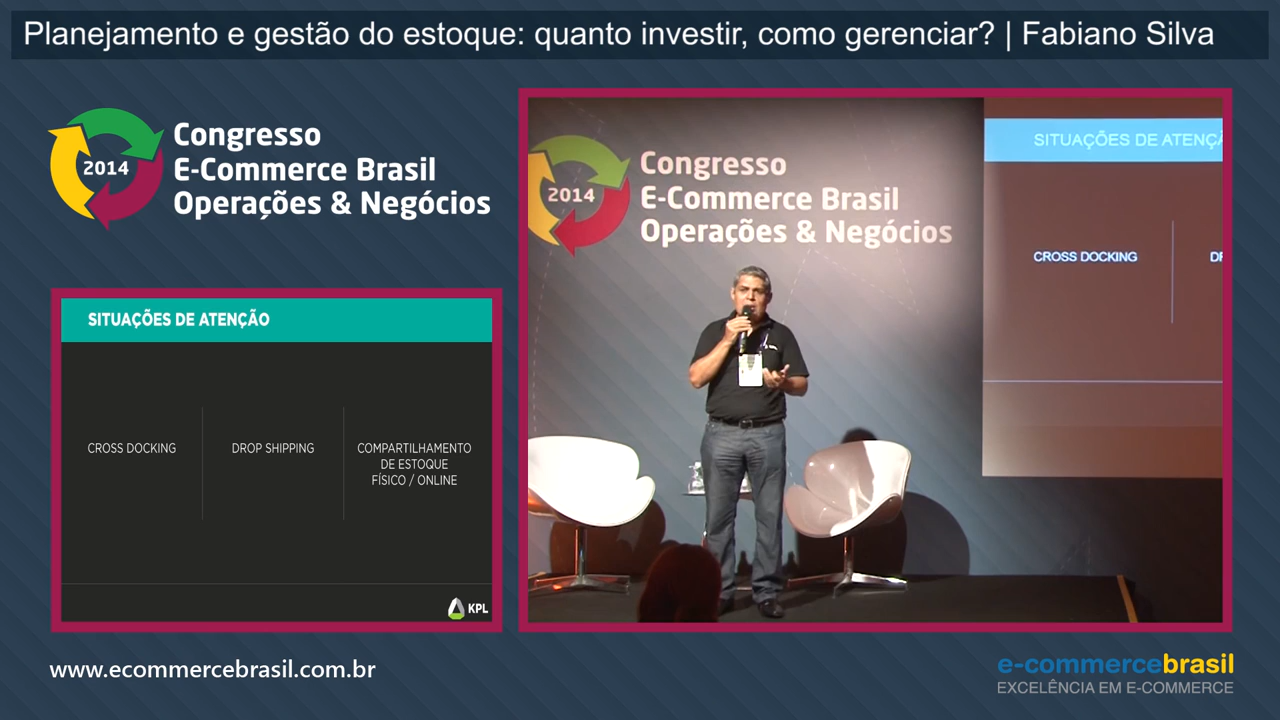 Planejamento e gestão do estoque: quanto investir, como gerenciar? | Fabiano Silva
2014
Congresso
E-Commerce Brasil
Operações & Negócios
SITUAÇÕES DE ATENÇÃO
CROSS DOCKING
DROP SHIPPING
COMPARTILHAMENTO
DE ESTOQUE
FÍSICO / ONLINE
KPL
2014
Congresso
E-Commerce Brasil
Operações & Negócios
SITUAÇÕES DE ATENÇÃ
CROSS DOCKING
DR
www.ecommercebrasil.com.br
e-commercebrasil
EXCELÊNCIA EM E-COMMERCE